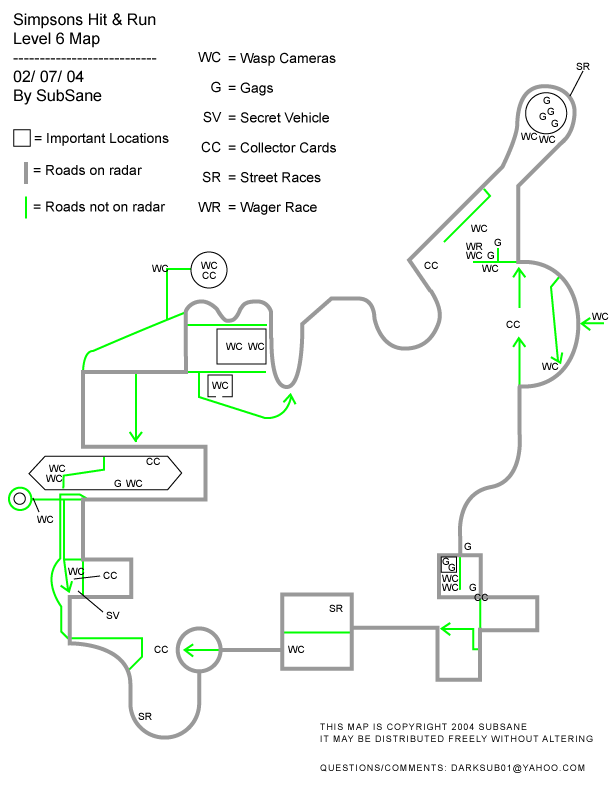 Simpsons Hit & Run
Level 6 Map
----------------------------
02/ 07/ 04
By SubSane
= Important Locations
= Roads on radar
= Roads not on radar
WC = Wasp Cameras
G = Gags
SV = Secret Vehicle
CC = Collector Cards
SR = Street Races
WR = Wager Race
SR
G
G
G
G
WC
WC
WC
WR
G
WC
G
WC
CC
WC
WC
CC
CC
WC
WC
WC
WC
WC
WC
CC
WC
WC
G WC
WC
G
G
G
WC
WC
G
CC
WC
CC
SV
SR
WC
CC
SR
THIS MAP IS COPYRIGHT 2004 SUBSANE
IT MAY BE DISTRIBUTED FREELY WITHOUT ALTERING
QUESTIONS/COMMENTS: DARKSUB01@YAHOO.COM